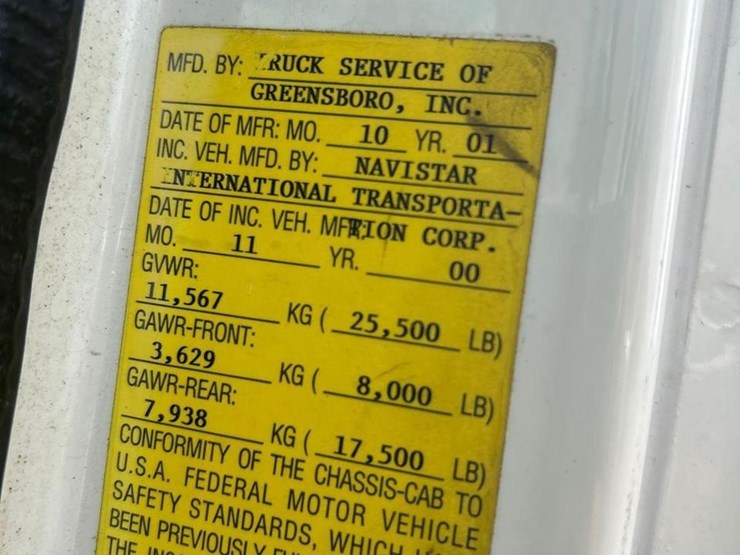 MFD. BY: TRUCK SERVICE OF
GREENSBORO, INC.
DATE OF MFR: MO. 10 YR. 01
INC. VEH. MFD. BY: NAVISTAR
INTERNATIONAL TRANSPORTA-
DATE OF INC. VEH. MFR: TION CORP.
MO. 11 YR. 00
GVWR:
11,567 KG ( 25,500 LB)
GAWR-FRONT:
3,629 KG ( 8,000 LB)
GAWR-REAR:
7,938 KG ( 17,500 LB)
CONFORMITY OF THE CHASSIS-CAB TO
U.S.A. FEDERAL MOTOR VEHICLE
SAFETY STANDARDS, WHICH
BEEN PREVIOUSLY
THE